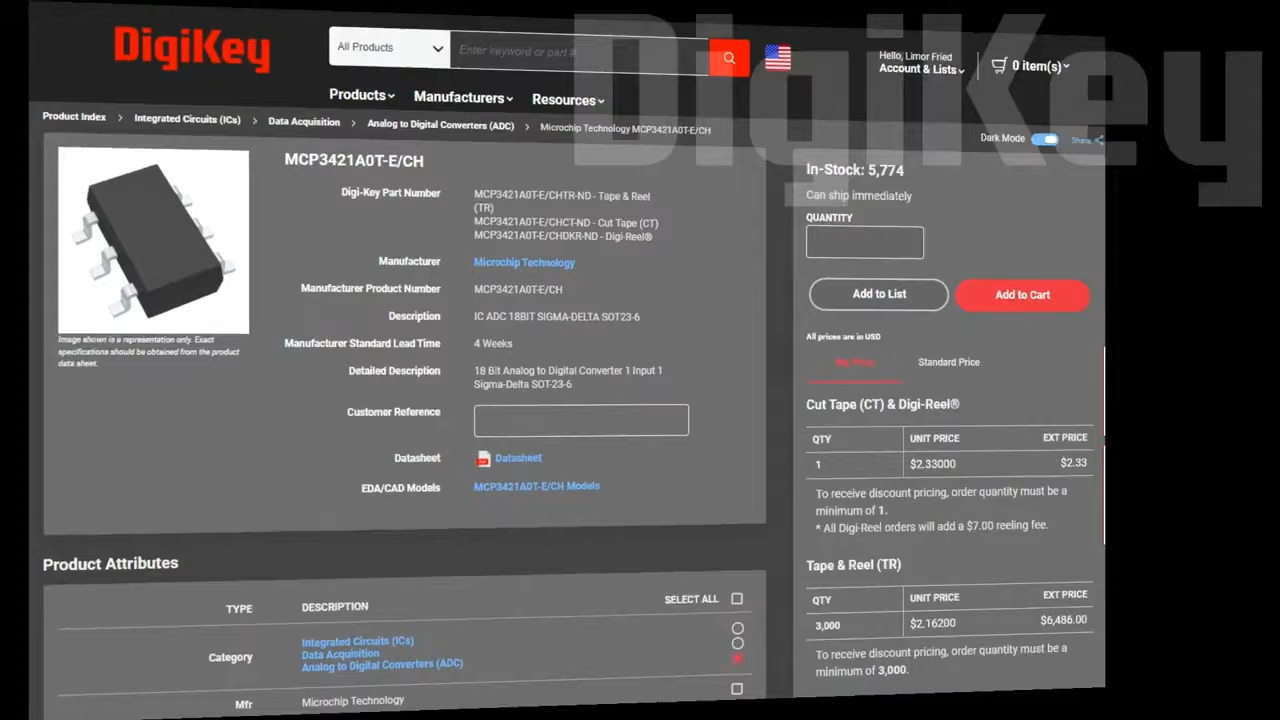 DigiKey
DigiKey
All Products
Enter keyword or part #
Hello, Limor Fried
Account & Lists
0 item(s)
Products
Manufacturers
Resources
Product Index > Integrated Circuits (ICs) > Data Acquisition > Analog to Digital Converters (ADC) > Microchip Technology MCP3421A0T-E/CH
Dark Mode
Share
MCP3421A0T-E/CH
Digi-Key Part Number
MCP3421A0T-E/CHTR-ND - Tape & Reel
(TR)
MCP3421A0T-E/CHCT-ND - Cut Tape (CT)
MCP3421A0T-E/CHDKR-ND - Digi-Reel®
Manufacturer
Microchip Technology
Manufacturer Product Number
MCP3421A0T-E/CH
Description
IC ADC 18BIT SIGMA-DELTA SOT23-6
Manufacturer Standard Lead Time
4 Weeks
Detailed Description
18 Bit Analog to Digital Converter 1 Input 1
Sigma-Delta SOT-23-6
Customer Reference
Datasheet
Datasheet
EDA/CAD Models
MCP3421A0T-E/CH Models
Image shown is a representation only. Exact
specifications should be obtained from the product
data sheet.
In-Stock: 5,774
Can ship immediately
QUANTITY
Add to List
Add to Cart
All prices are in USD
My Price
Standard Price
Cut Tape (CT) & Digi-Reel®
QTY UNIT PRICE EXT PRICE
1 $2.33000 $2.33
To receive discount pricing, order quantity must be a
minimum of 1.
* All Digi-Reel orders will add a $7.00 reeling fee.
Tape & Reel (TR)
QTY UNIT PRICE EXT PRICE
3,000 $2.16200 $6,486.00
To receive discount pricing, order quantity must be a
minimum of 3,000.
Product Attributes
TYPE DESCRIPTION SELECT ALL
Category
Integrated Circuits (ICs)
Data Acquisition
Analog to Digital Converters (ADC)
Mfr
Microchip Technology